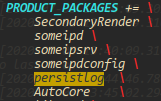 PRODUCT_PACKAGES += \
SecondaryRender \
someipd \
someipsrv \
someipdconfig \
persistlog \
AutoCore \